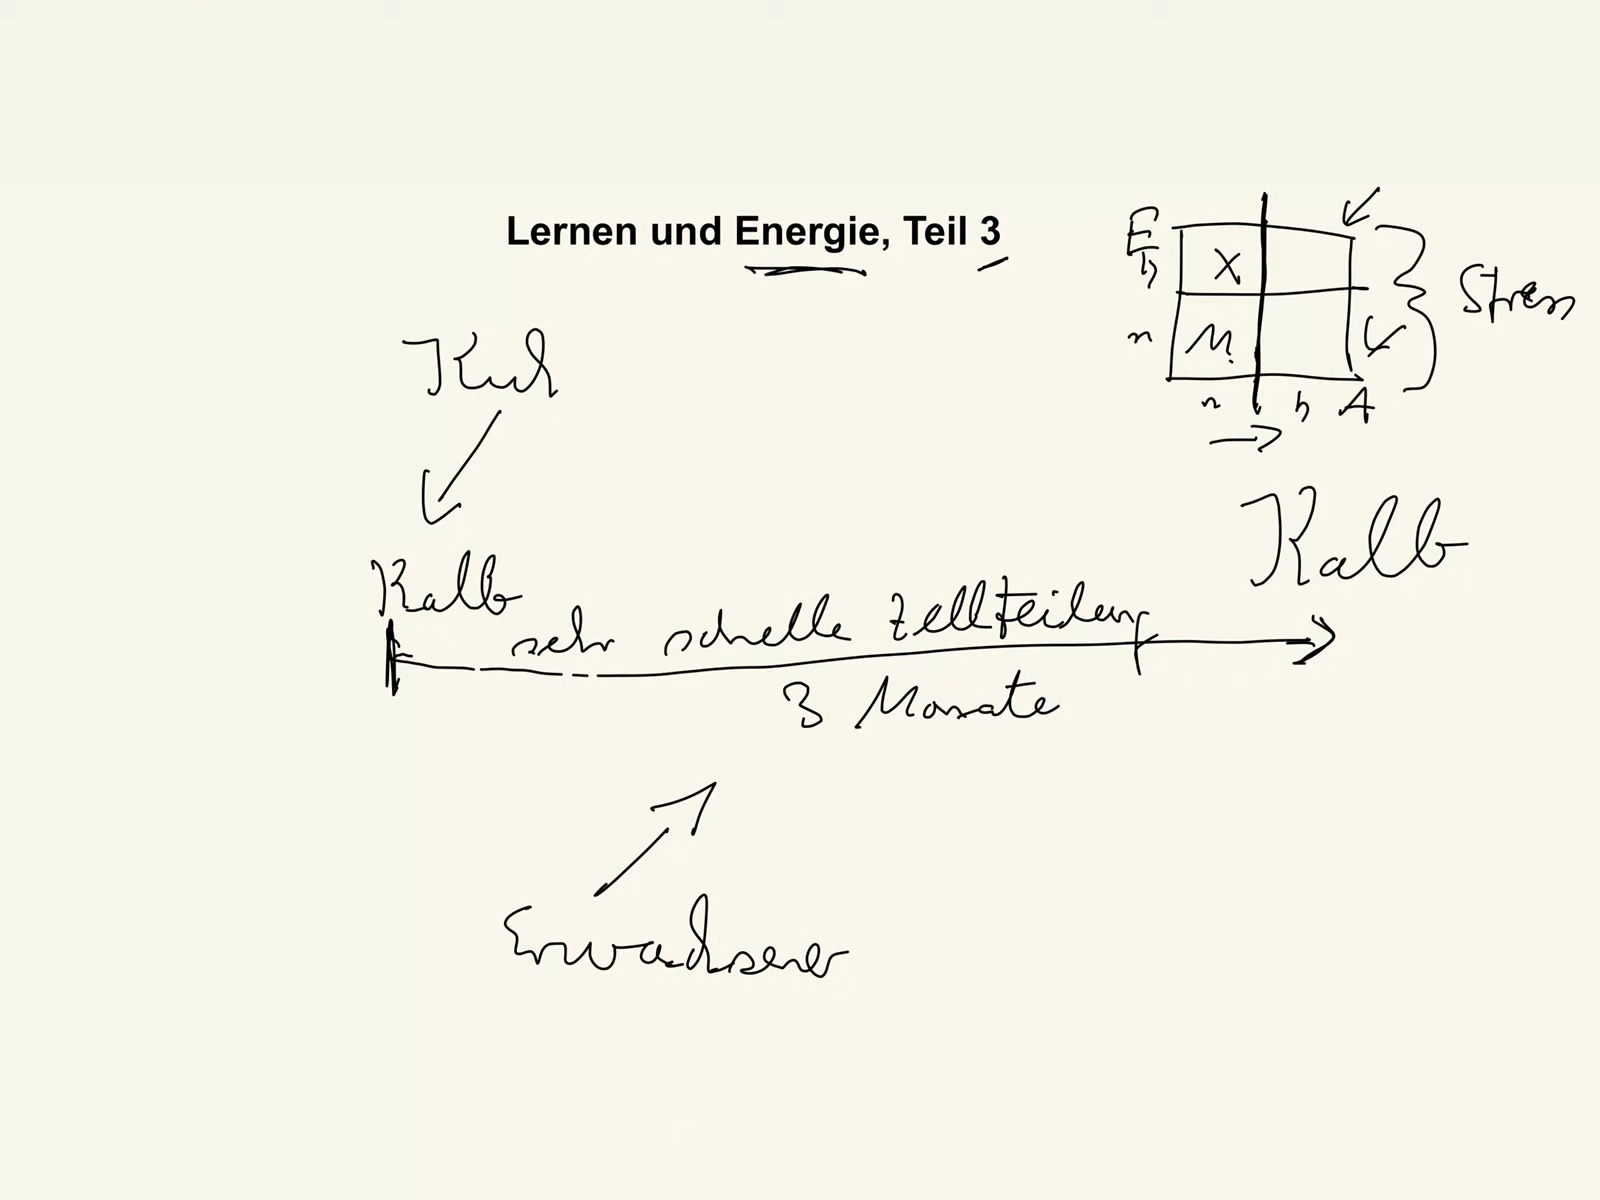 Lernen und Energie, Teil 3
E
h
X
Stress
n
M
n h A
Kuh
Kalb
Kalb
sehr schnelle Zellteilung
3 Monate
Erwachsener